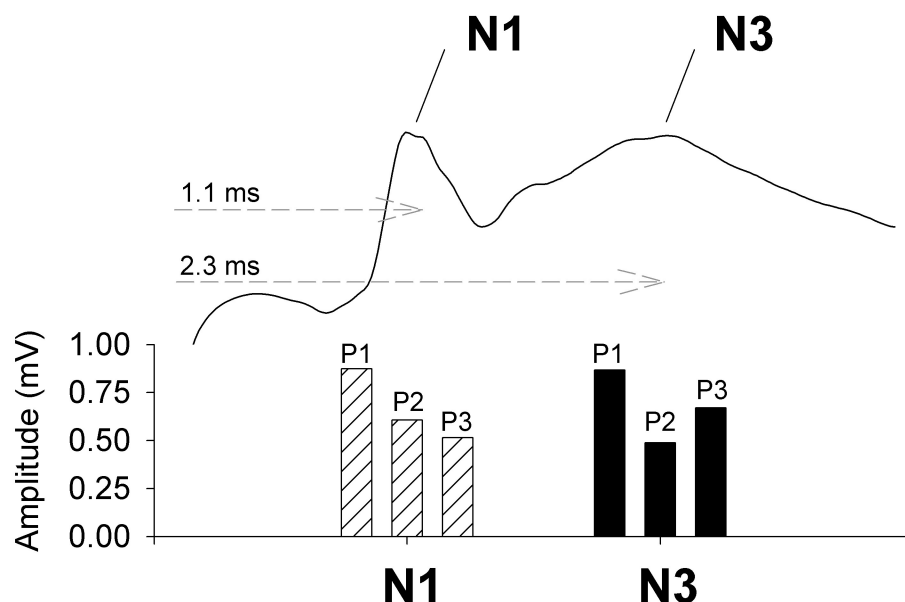 N1 N3
1.1 ms
2.3 ms
Amplitude (mV)
1.00
0.75
0.50
0.25
0.00
P1 P2 P3
P1 P2 P3
N1 N3